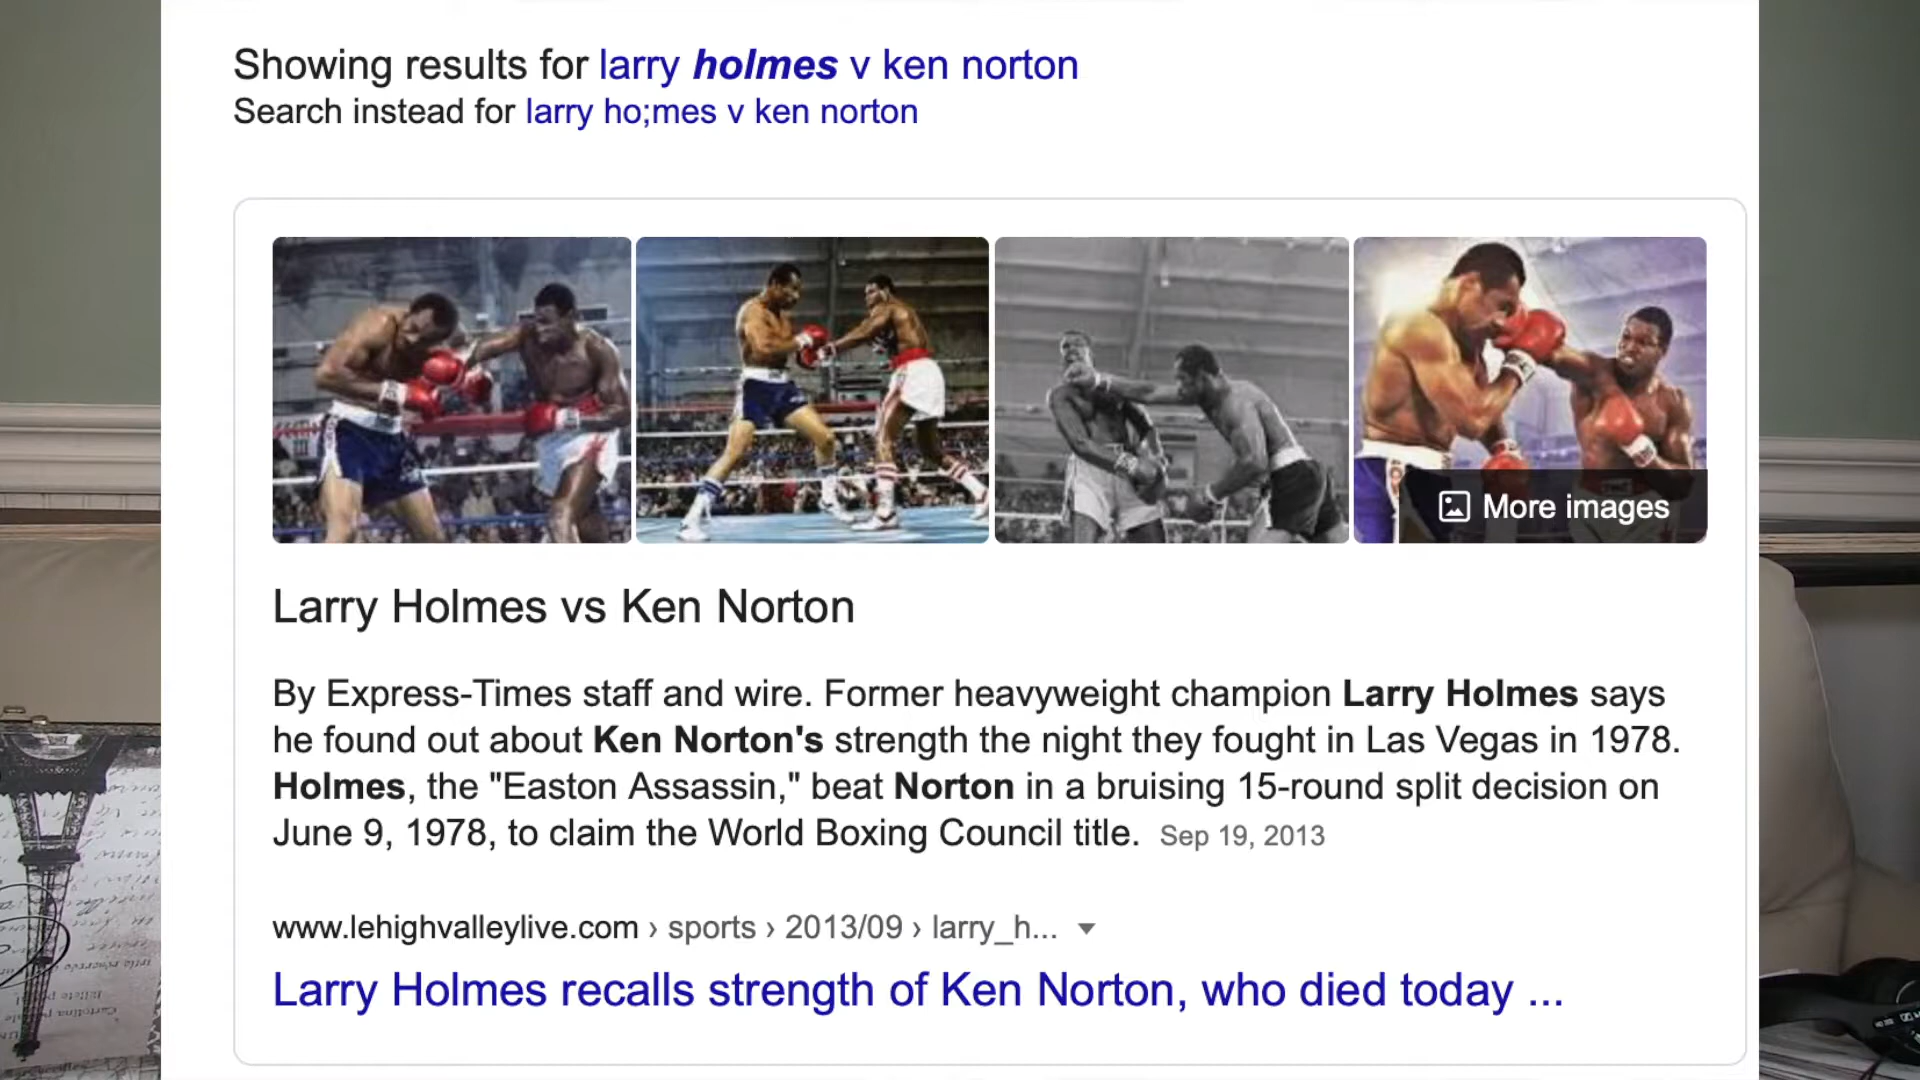 Showing results for larry holmes v ken norton
Search instead for larry ho;mes v ken norton
More images
Larry Holmes vs Ken Norton
By Express-Times staff and wire. Former heavyweight champion Larry Holmes says
he found out about Ken Norton's strength the night they fought in Las Vegas in 1978.
Holmes, the "Easton Assassin," beat Norton in a bruising 15-round split decision on
June 9, 1978, to claim the World Boxing Council title. Sep 19, 2013
www.lehighvalleylive.com › sports › 2013/09 › larry_h...
Larry Holmes recalls strength of Ken Norton, who died today ...